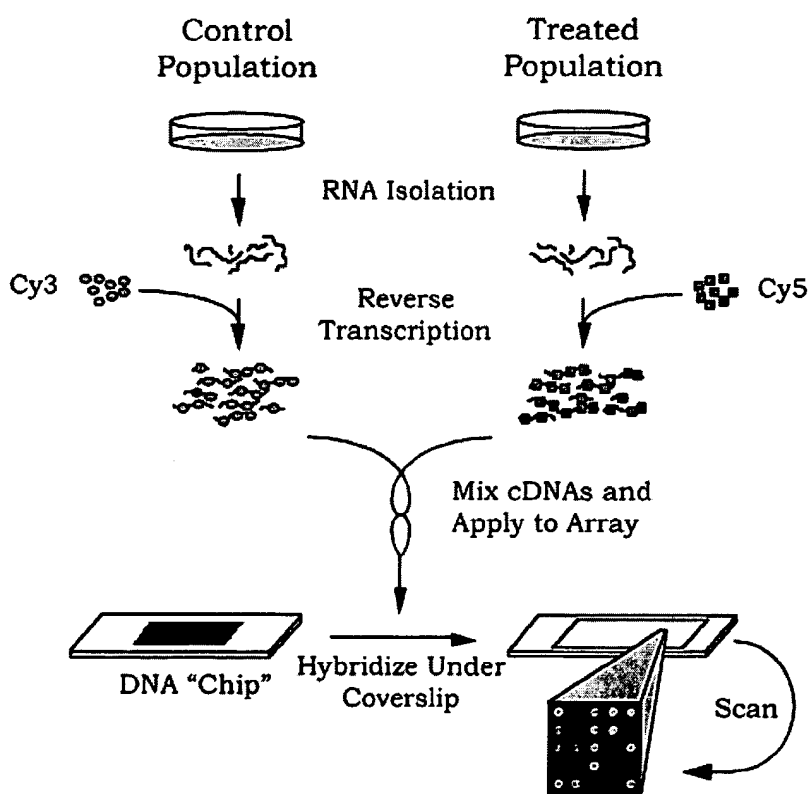 Control
Population
Treated
Population
RNA Isolation
Cy3
Reverse
Transcription
Cy5
Mix cDNAs and
Apply to Array
DNA “Chip”
Hybridize Under
Coverslip
Scan